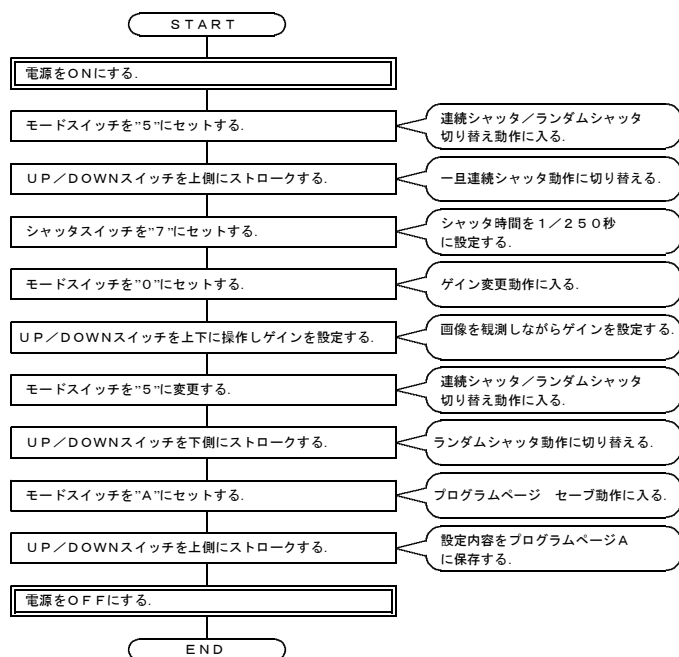 ＳＴＡＲＴ
電源をＯＮにする.
モードスイッチを”５”にセットする.
連続シャッタ／ランダムシャッタ
切り替え動作に入る.
ＵＰ／ＤＯＷＮスイッチを上側にストロークする.
一旦連続シャッタ動作に切り替える.
シャッタスイッチを”７”にセットする.
シャッタ時間を１／２５０秒
に設定する.
モードスイッチを”０”にセットする.
ゲイン変更動作に入る.
ＵＰ／ＤＯＷＮスイッチを上下に操作しゲインを設定する.
画像を観測しながらゲインを設定する.
モードスイッチを”５”に変更する.
連続シャッタ／ランダムシャッタ
切り替え動作に入る.
ＵＰ／ＤＯＷＮスイッチを下側にストロークする.
ランダムシャッタ動作に切り替える.
モードスイッチを”Ａ”にセットする.
プログラムページ　セーブ動作に入る.
ＵＰ／ＤＯＷＮスイッチを上側にストロークする.
設定内容をプログラムページＡ
に保存する.
電源をＯＦＦにする.
ＥＮＤ